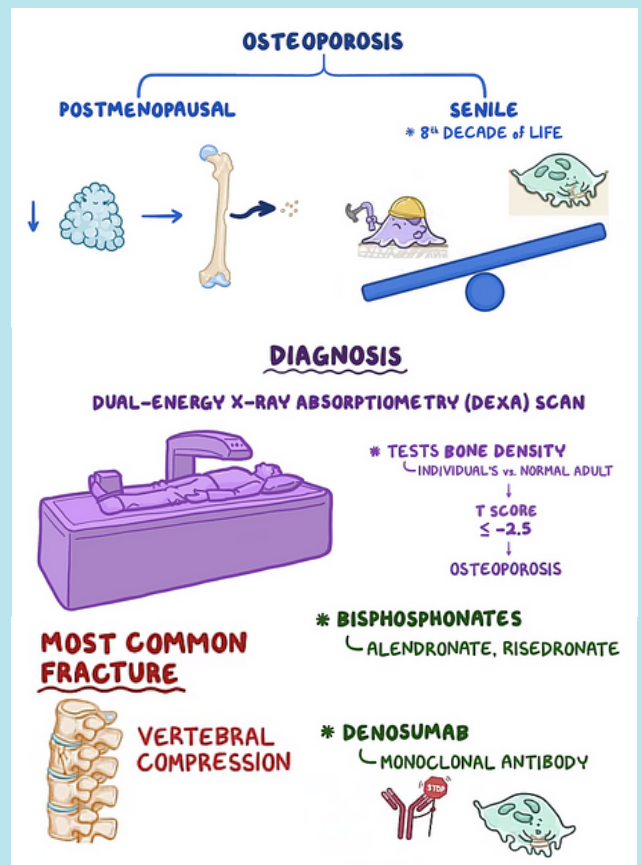 OSTEOPOROSIS
POSTMENOPAUSAL
SENILE
* 8th DECADE of LIFE
DIAGNOSIS
DUAL-ENERGY X-RAY ABSORPTIOMETRY (DEXA) SCAN
* TESTS BONE DENSITY
INDIVIDUAL'S vs. NORMAL ADULT
T SCORE
≤ -2.5
OSTEOPOROSIS
MOST COMMON
FRACTURE
VERTEBRAL
COMPRESSION
* BISPHOSPHONATES
ALENDRONATE, RISEDRONATE
* DENOSUMAB
MONOCLONAL ANTIBODY
STOP